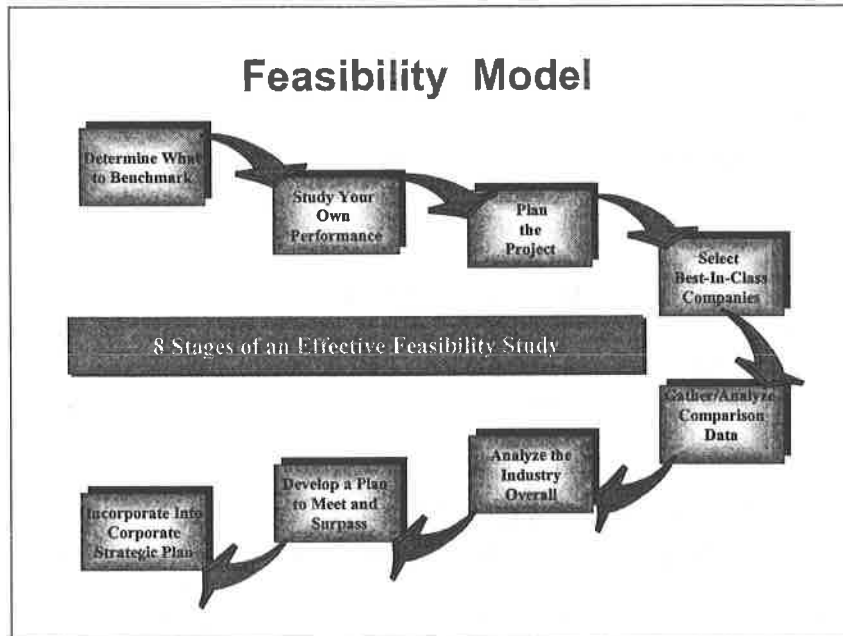 Feasibility Model
Determine What
to Benchmark
Study Your
Own
Performance
Plan
the
Project
Select
Best-In-Class
Companies
8 Stages of an Effective Feasibility Study
Gather/Analyze
Comparison
Data
Analyze the
Industry
Overall
Develop a Plan
to Meet and
Surpass
Incorporate Into
Corporate
Strategic Plan